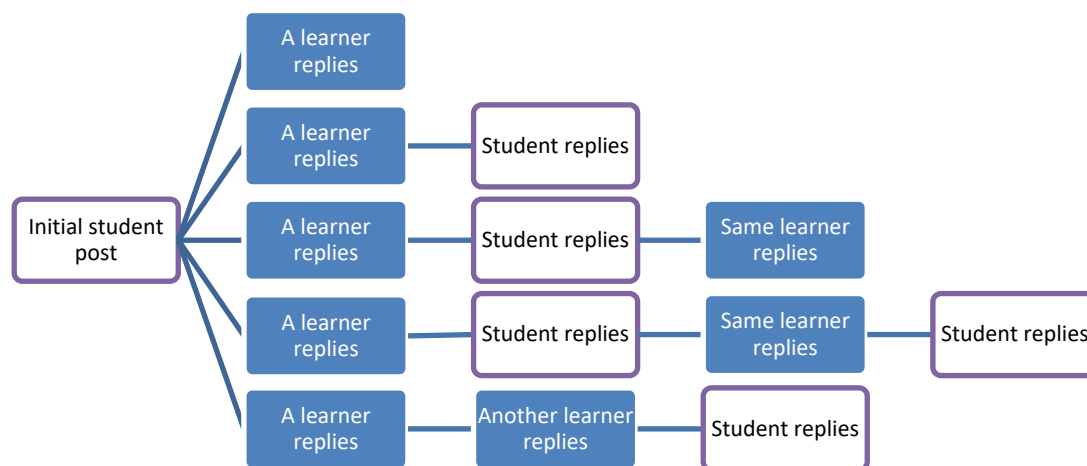 A learner
replies
A learner
replies
Student replies
Initial student
post
A learner
replies
Student replies
Same learner
replies
A learner
replies
Student replies
Same learner
replies
Student replies
A learner
replies
Another learner
replies
Student replies